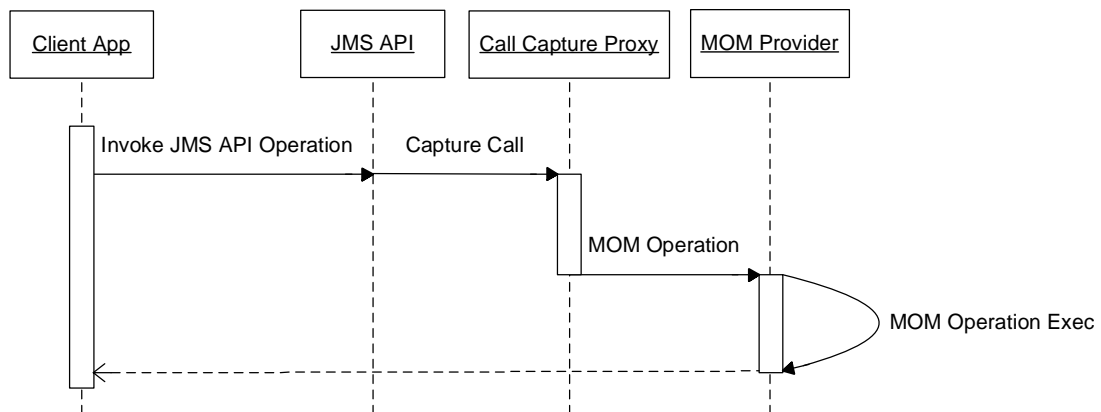 Client App
JMS API
Call Capture Proxy
MOM Provider
Invoke JMS API Operation
Capture Call
MOM Operation
MOM Operation Exec